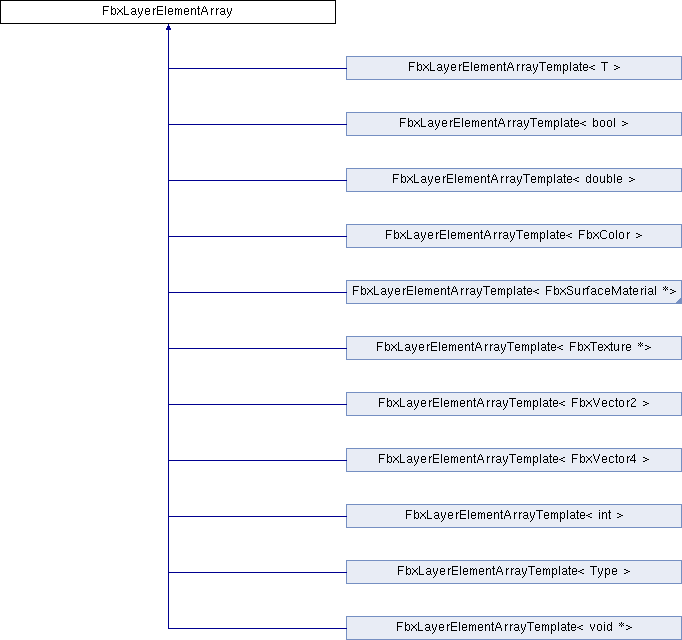 FbxLayerElementArray
FbxLayerElementArrayTemplate< T >
FbxLayerElementArrayTemplate< bool >
FbxLayerElementArrayTemplate< double >
FbxLayerElementArrayTemplate< FbxColor >
FbxLayerElementArrayTemplate< FbxSurfaceMaterial *>
FbxLayerElementArrayTemplate< FbxTexture *>
FbxLayerElementArrayTemplate< FbxVector2 >
FbxLayerElementArrayTemplate< FbxVector4 >
FbxLayerElementArrayTemplate< int >
FbxLayerElementArrayTemplate< Type >
FbxLayerElementArrayTemplate< void *>